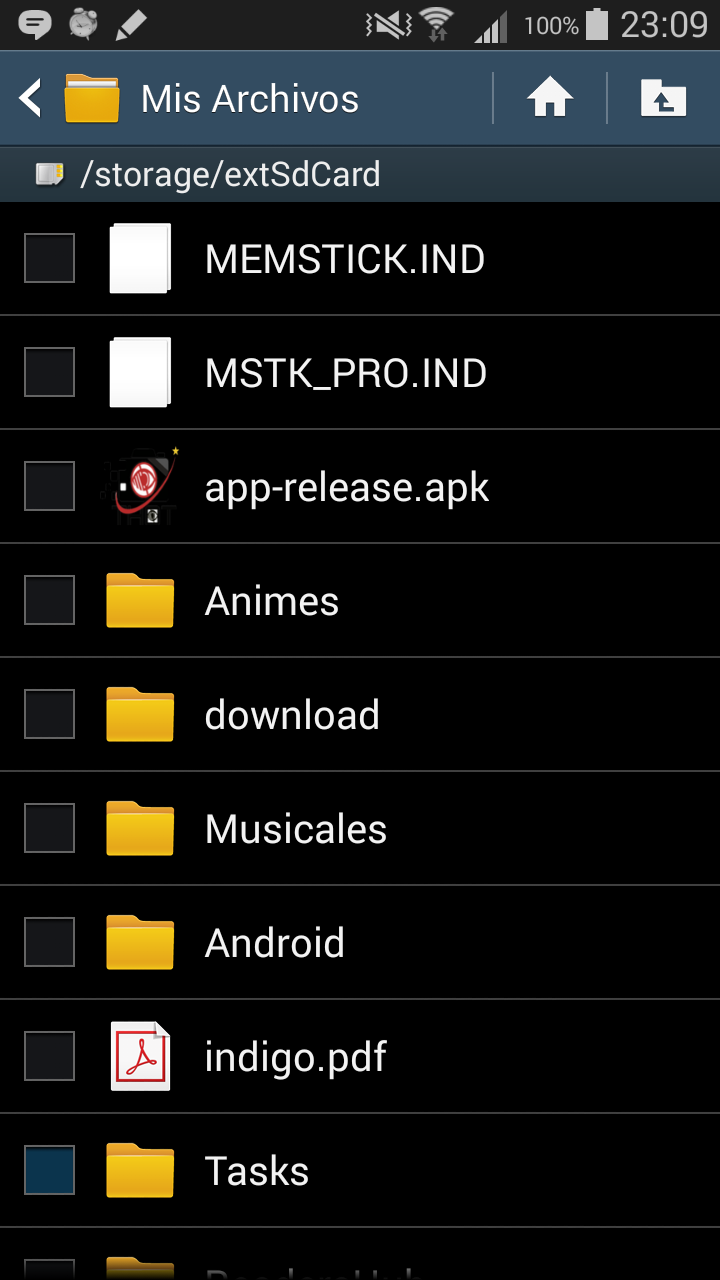 100% 23:09
Mis Archivos
/storage/extSdCard
MEMSTICK.IND
MSTK_PRO.IND
app-release.apk
Animes
download
Musicales
Android
indigo.pdf
Tasks